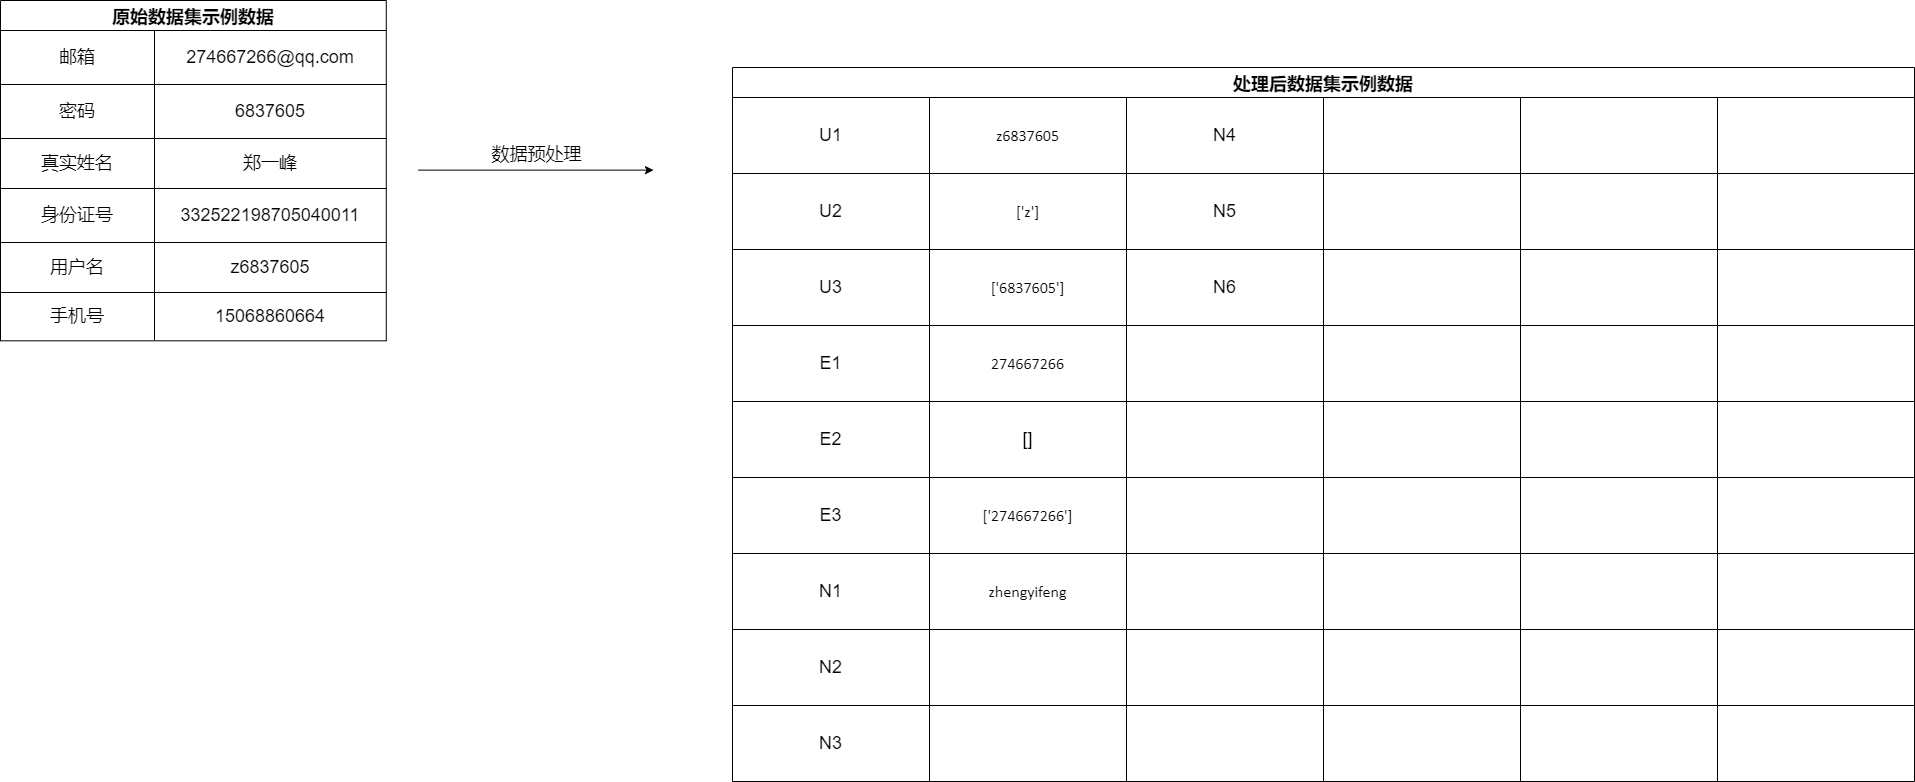 原始数据集示例数据
邮箱 274667266@qq.com
密码 6837605
真实姓名 郑一峰
身份证号 332522198705040011
用户名 z6837605
手机号 15068860664
数据预处理
处理后数据集示例数据
U1 z6837605 N4
U2 ['z'] N5
U3 ['6837605'] N6
E1 274667266
E2 []
E3 ['274667266']
N1 zhengyifeng
N2
N3